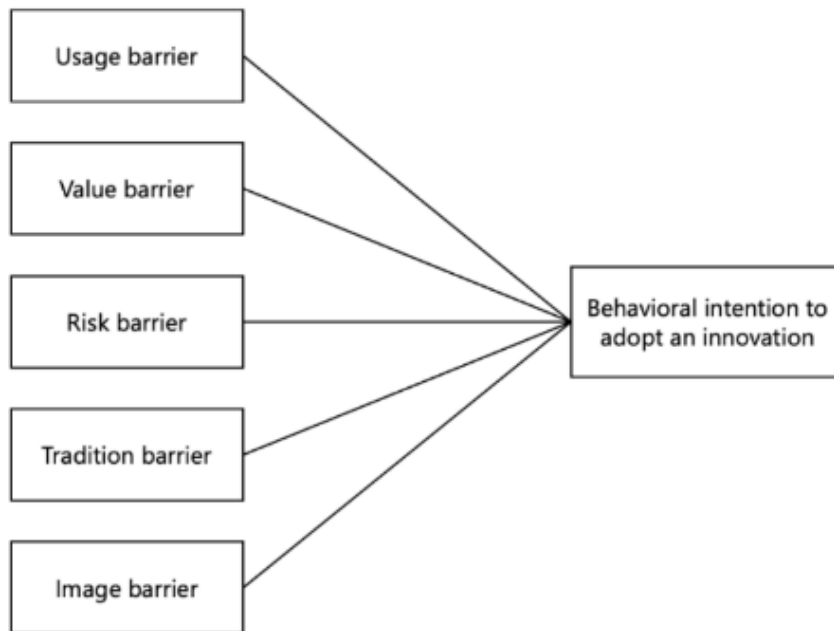 Usage barrier
Value barrier
Risk barrier
Tradition barrier
Image barrier
Behavioral intention to
adopt an innovation